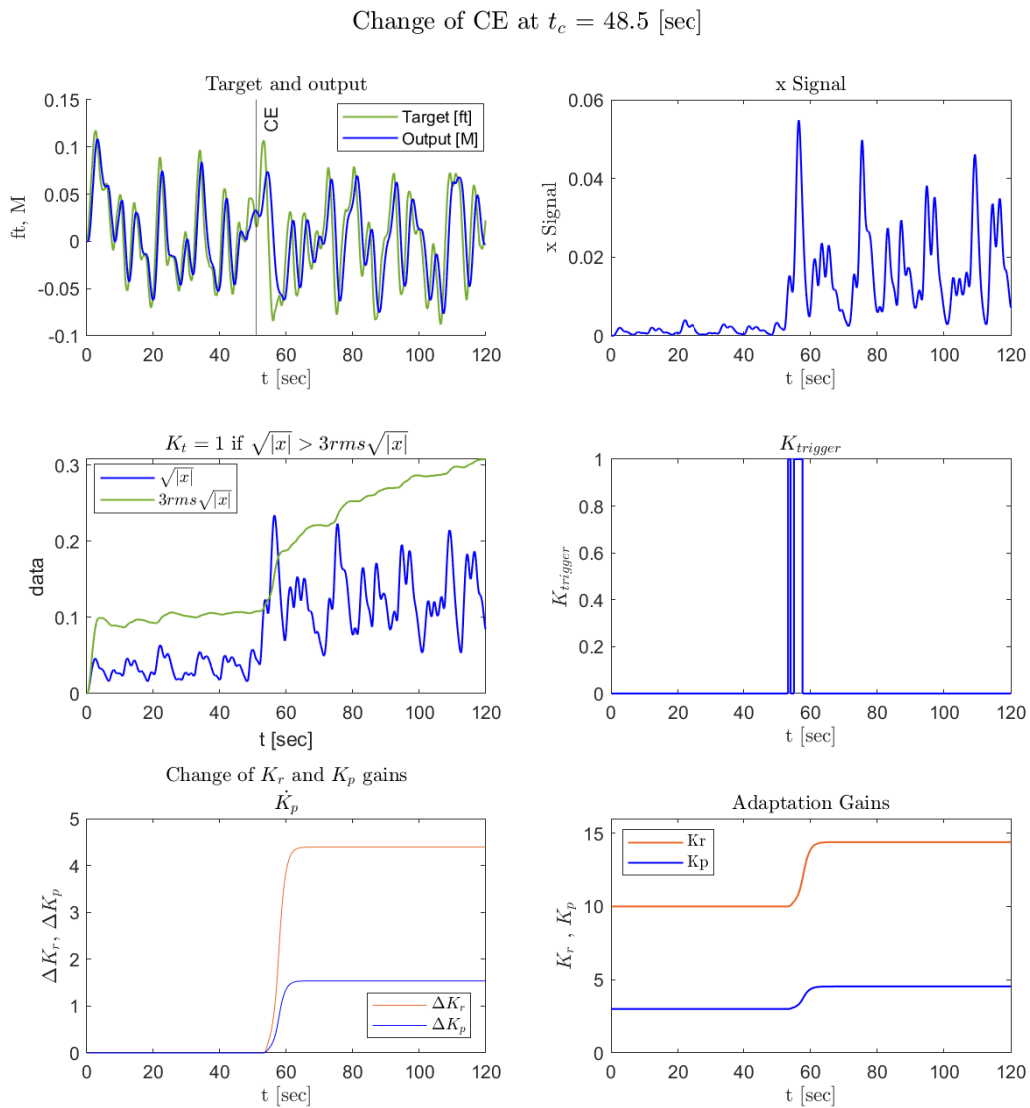 Change of CE at t_c = 48.5 [sec]
Target and output
0.15
0.1
0.05
0
-0.05
-0.1
ft, M
CE
Target [ft]
Output [M]
0 20 40 60 80 100 120
t [sec]
x Signal
0.06
0.04
0.02
0
x Signal
0 20 40 60 80 100 120
t [sec]
K_t = 1 if √|x| > 3rms√|x|
0.3
0.2
0.1
0
data
√|x|
3rms√|x|
0 20 40 60 80 100 120
t [sec]
K_trigger
1
0.8
0.6
0.4
0.2
0
K_trigger
0 20 40 60 80 100 120
t [sec]
Change of K_r and K_p gains
K̇_p
5
4
3
2
1
0
ΔK_r, ΔK_p
ΔK_r
ΔK_p
0 20 40 60 80 100 120
t [sec]
Adaptation Gains
15
10
5
0
K_r , K_p
Kr
Kp
0 20 40 60 80 100 120
t [sec]